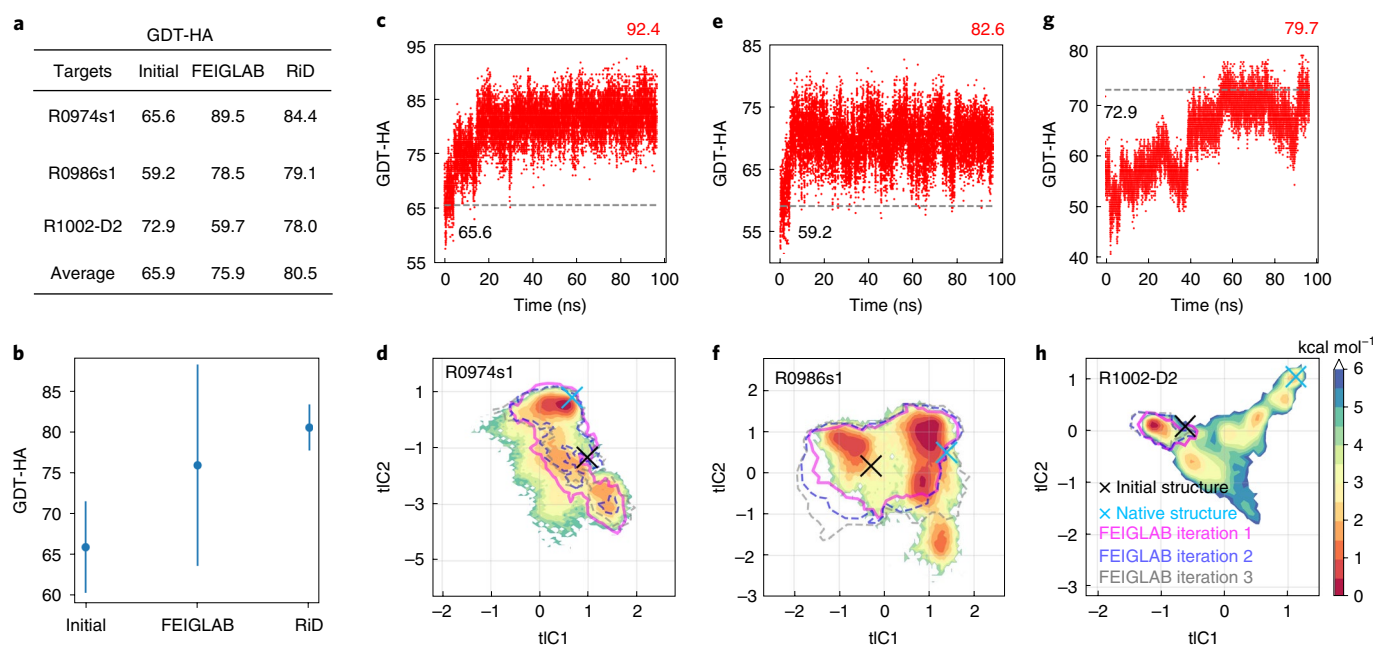 a
GDT-HA
Targets Initial FEIGLAB RiD
R0974s1 65.6 89.5 84.4
R0986s1 59.2 78.5 79.1
R1002-D2 72.9 59.7 78.0
Average 65.9 75.9 80.5
c
92.4
95
85
75
65
55
GDT-HA
65.6
0 20 40 60 80 100
Time (ns)
e
82.6
85
75
65
55
GDT-HA
59.2
0 20 40 60 80 100
Time (ns)
g
79.7
80
70
60
50
40
GDT-HA
72.9
0 20 40 60 80 100
Time (ns)
b
85
80
75
70
65
60
GDT-HA
Initial FEIGLAB RiD
d
R0974s1
1
−1
−3
−5
tIC2
−2 −1 0 1 2
tIC1
f
R0986s1
2
1
0
−1
−2
−3
tIC2
−2 −1 0 1 2
tIC1
h
R1002-D2
1
0
−1
−2
−3
tIC2
× Initial structure
× Native structure
FEIGLAB iteration 1
FEIGLAB iteration 2
FEIGLAB iteration 3
−2 −1 0 1
tIC1
kcal mol⁻¹
6
5
4
3
2
1
0